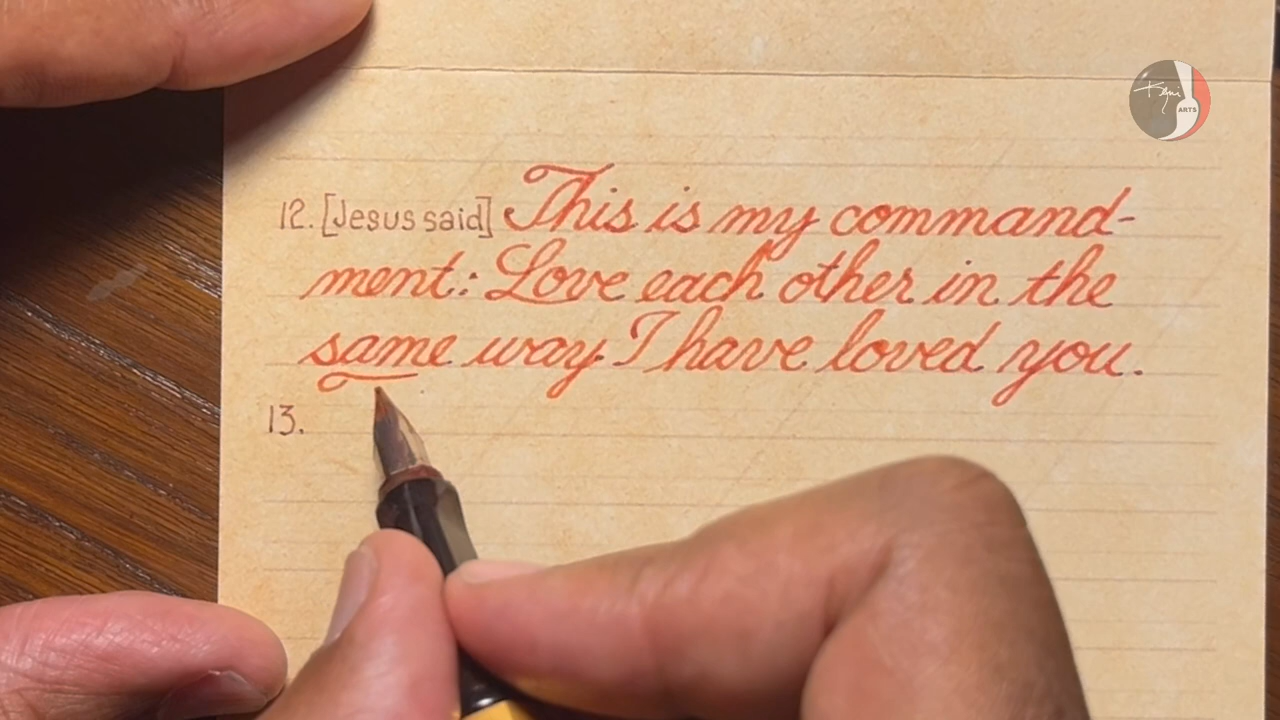 12. [Jesus said] This is my command-
ment: Love each other in the
same way I have loved you.
13.
ARTS